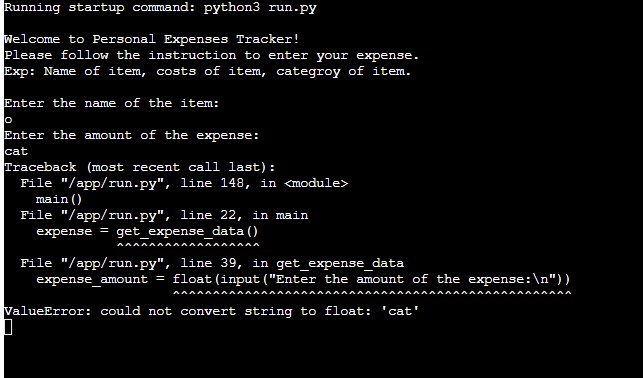 Running startup command: python3 run.py
Welcome to Personal Expenses Tracker!
Please follow the instruction to enter your expense.
Exp: Name of item, costs of item, categroy of item.
Enter the name of the item:
o
Enter the amount of the expense:
cat
Traceback (most recent call last):
  File "/app/run.py", line 148, in <module>
    main()
  File "/app/run.py", line 22, in main
    expense = get_expense_data()
              ^^^^^^^^^^^^^^^^^^
  File "/app/run.py", line 39, in get_expense_data
    expense_amount = float(input("Enter the amount of the expense:\n"))
                     ^^^^^^^^^^^^^^^^^^^^^^^^^^^^^^^^^^^^^^^^^^^^^^^^^^
ValueError: could not convert string to float: 'cat'